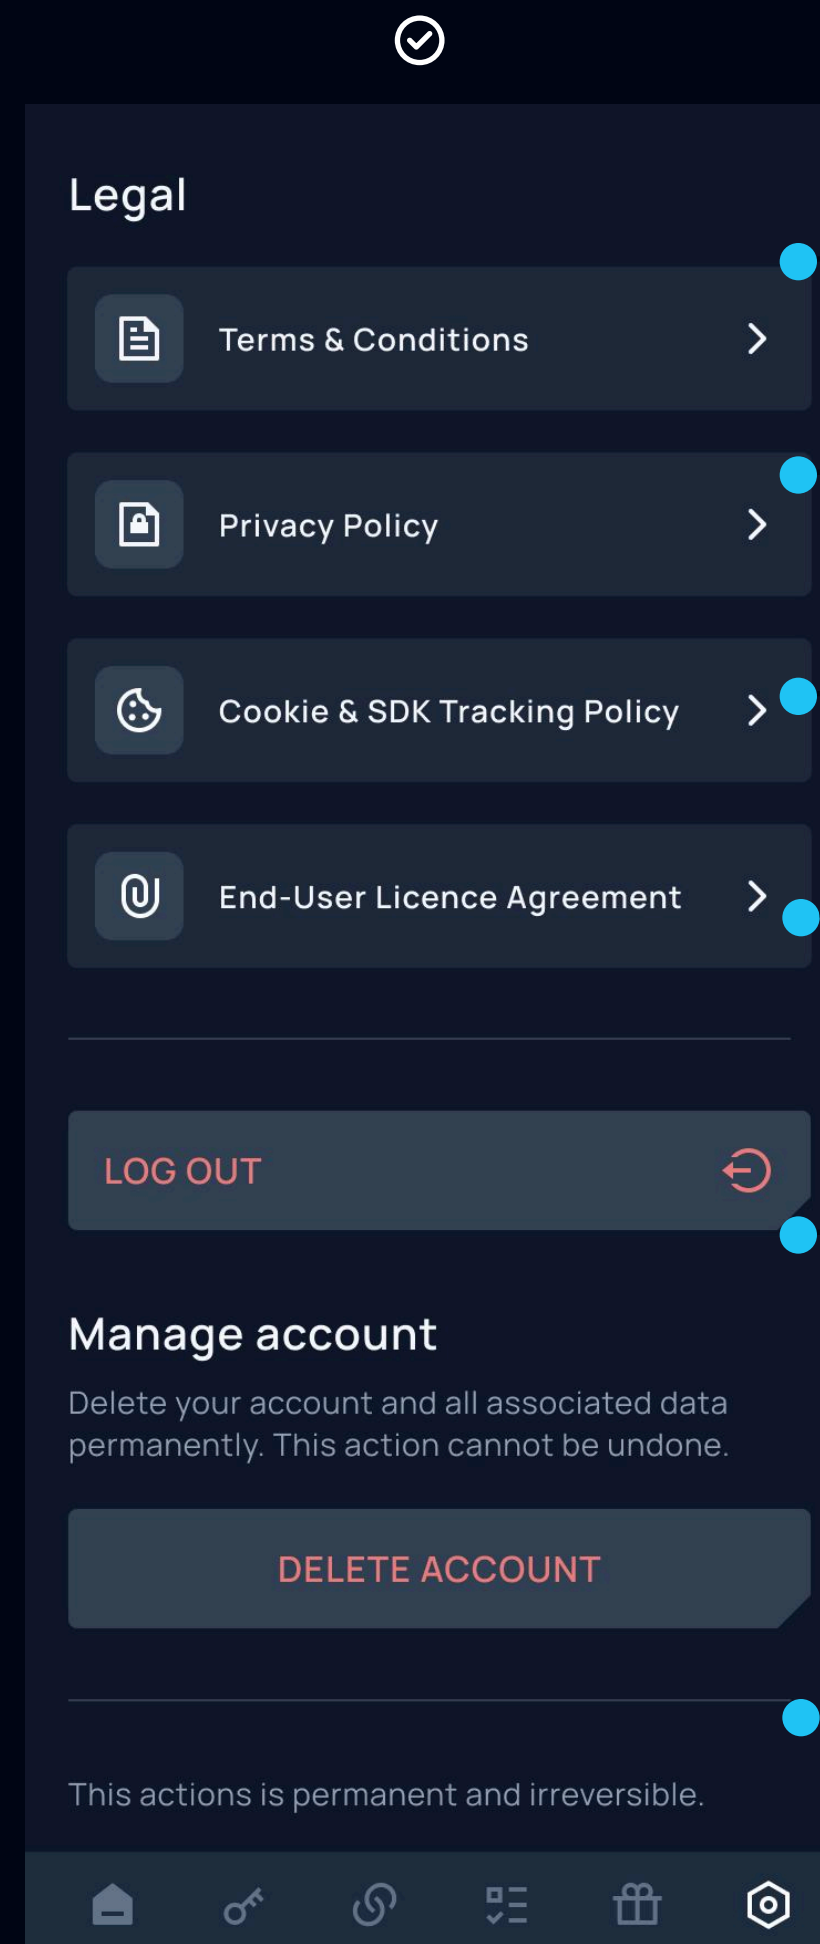 Legal
Terms & Conditions
Privacy Policy
Cookie & SDK Tracking Policy
End-User Licence Agreement
LOG OUT
Manage account
Delete your account and all associated data
permanently. This action cannot be undone.
DELETE ACCOUNT
This actions is permanent and irreversible.